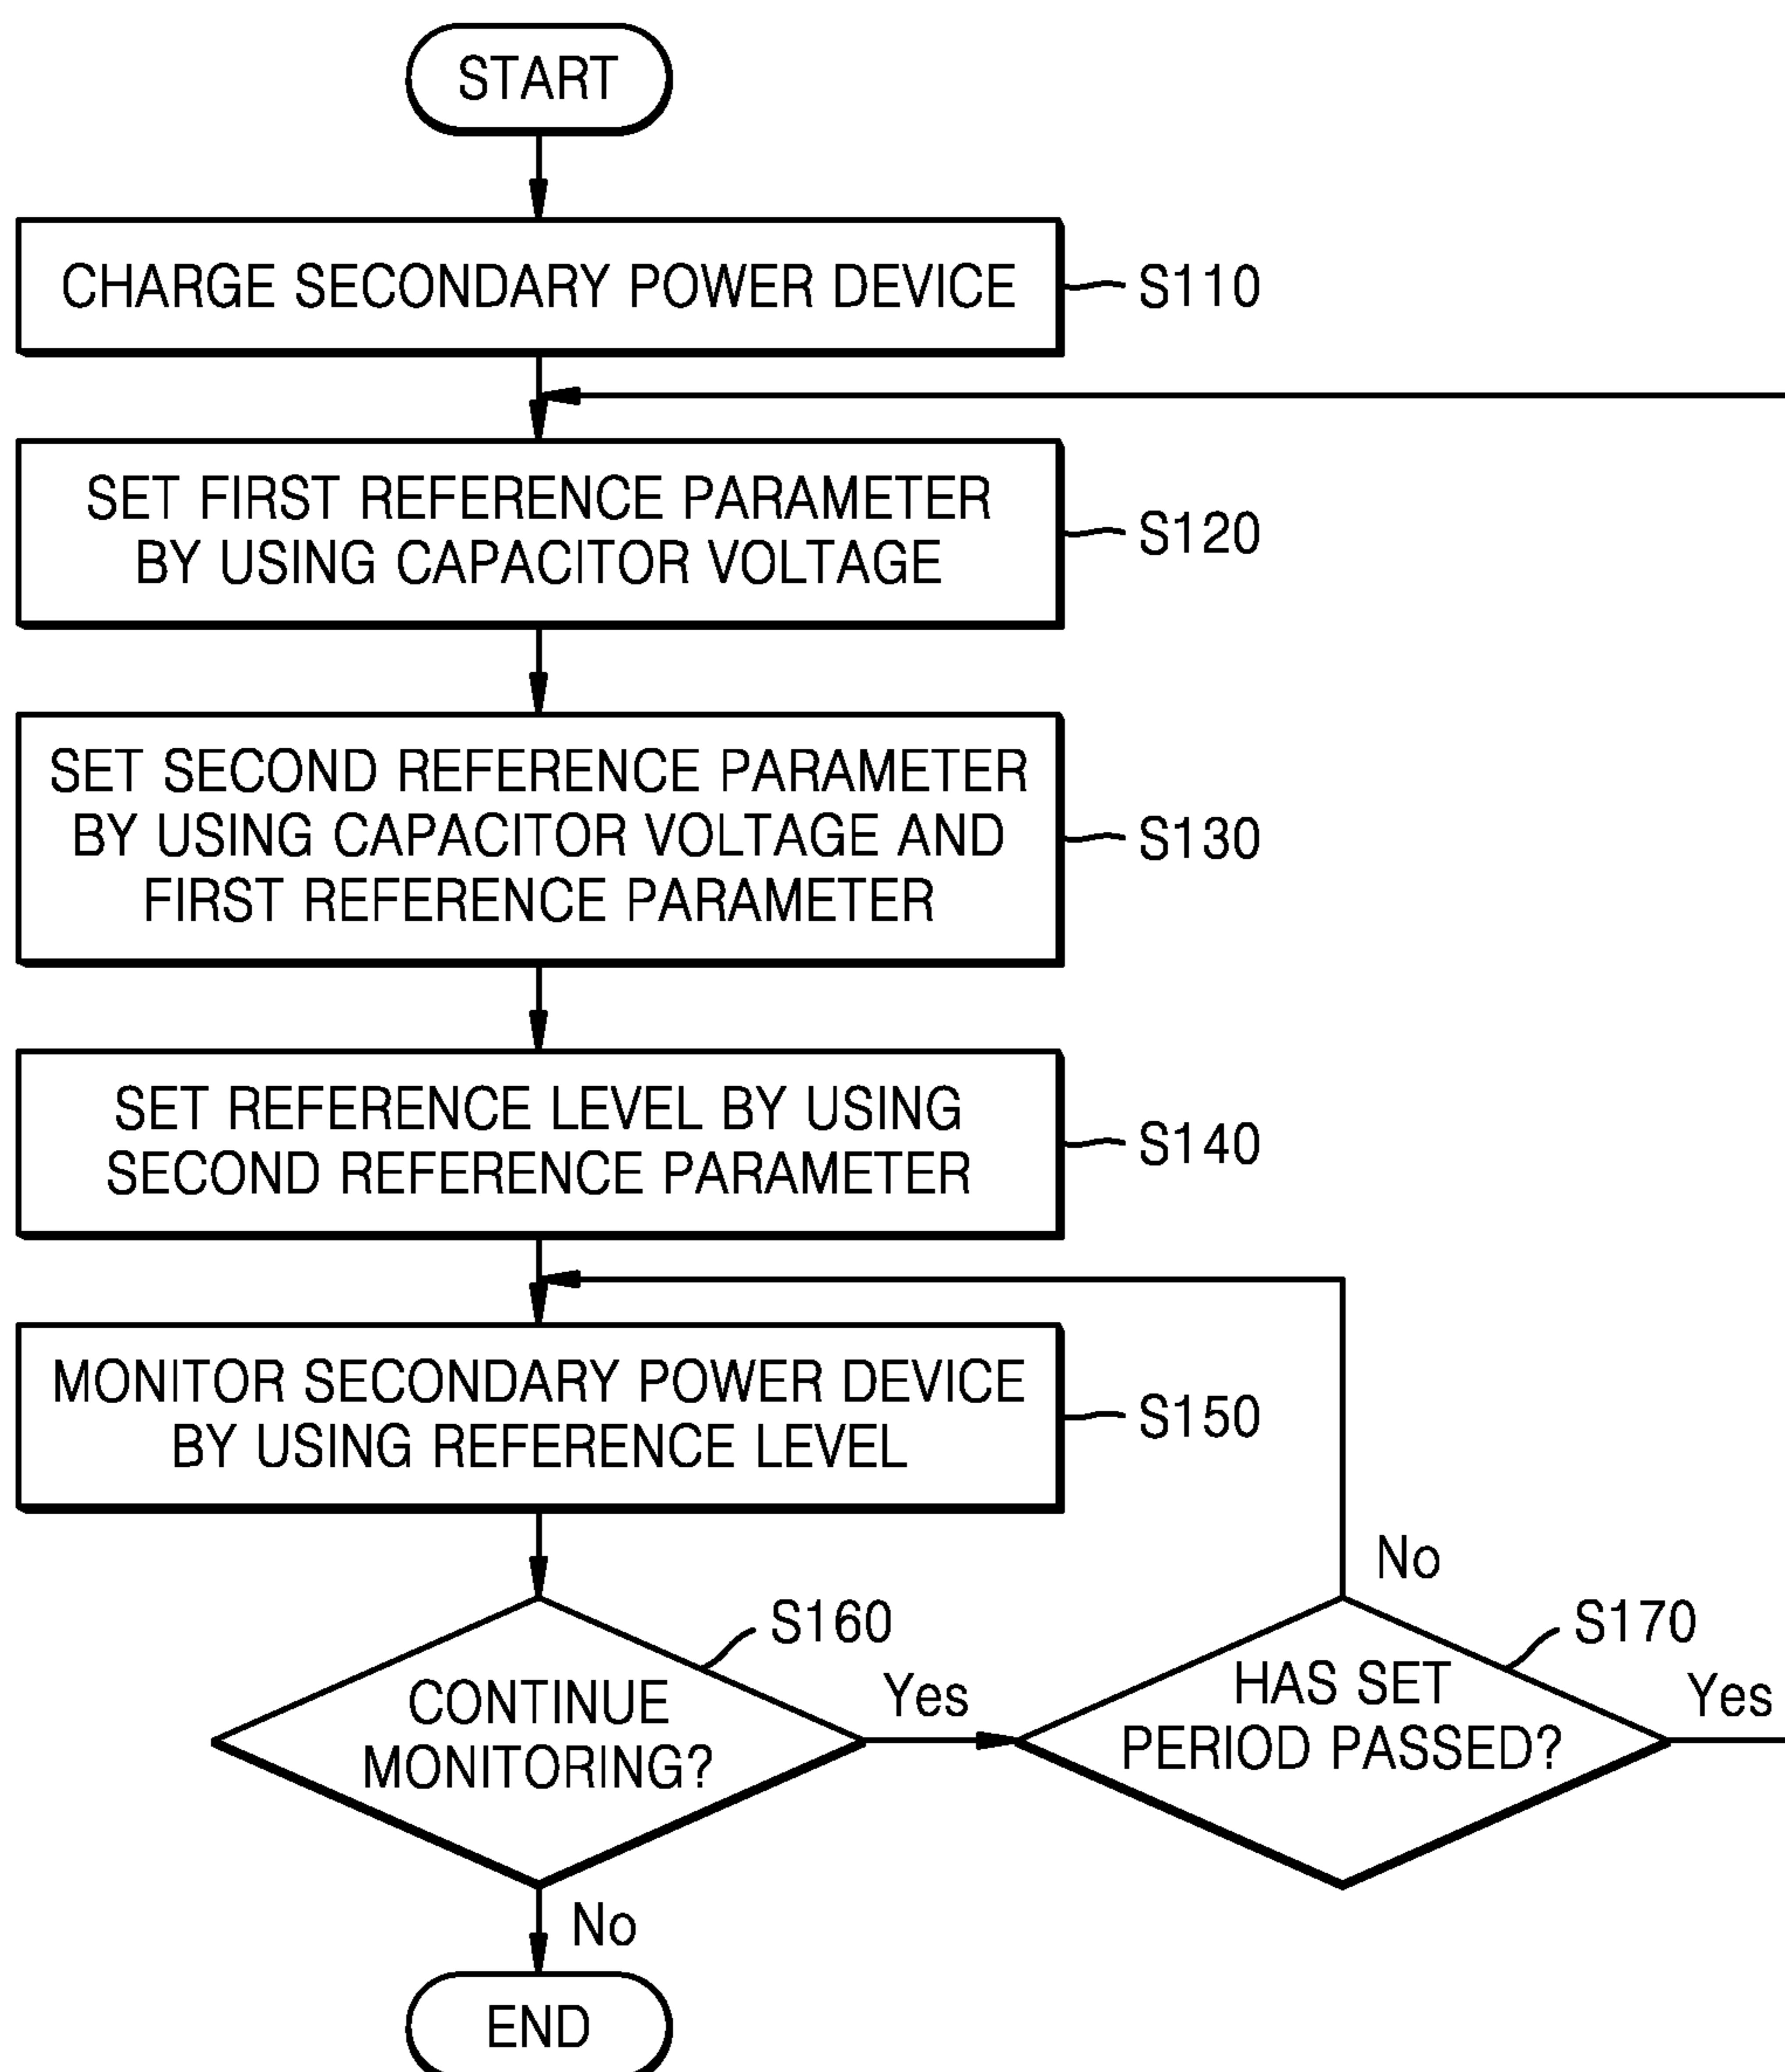 START
CHARGE SECONDARY POWER DEVICE
S110
SET FIRST REFERENCE PARAMETER
BY USING CAPACITOR VOLTAGE
S120
SET SECOND REFERENCE PARAMETER
BY USING CAPACITOR VOLTAGE AND
FIRST REFERENCE PARAMETER
S130
SET REFERENCE LEVEL BY USING
SECOND REFERENCE PARAMETER
S140
MONITOR SECONDARY POWER DEVICE
BY USING REFERENCE LEVEL
S150
S160
CONTINUE
MONITORING?
Yes
No
S170
HAS SET
PERIOD PASSED?
Yes
No
END